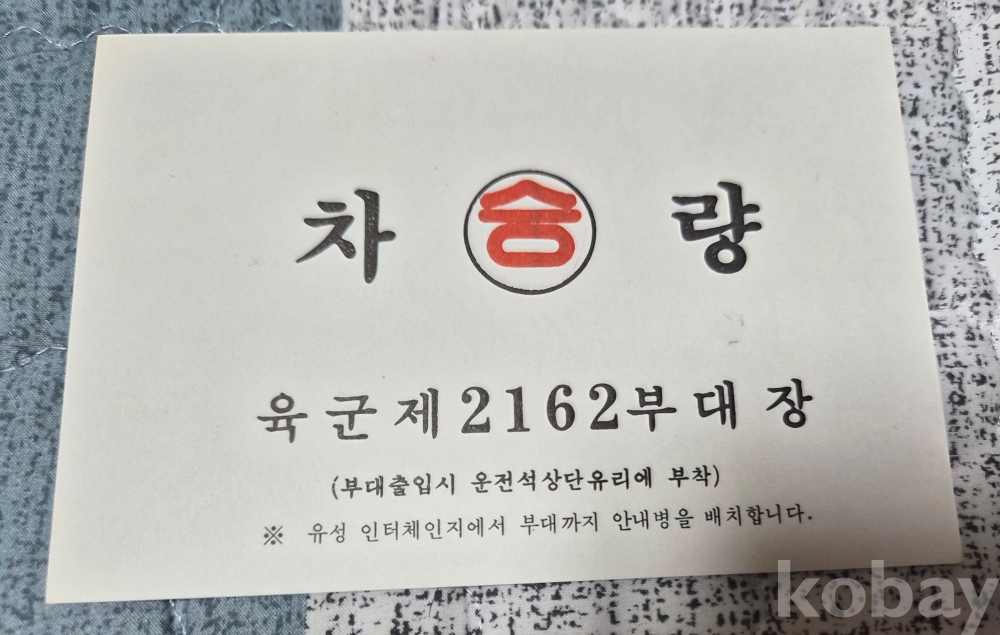 차 승 량
육군제2162부대장
(부대출입시 운전석상단유리에 부착)
※ 유성 인터체인지에서 부대까지 안내병을 배치합니다.
kobay